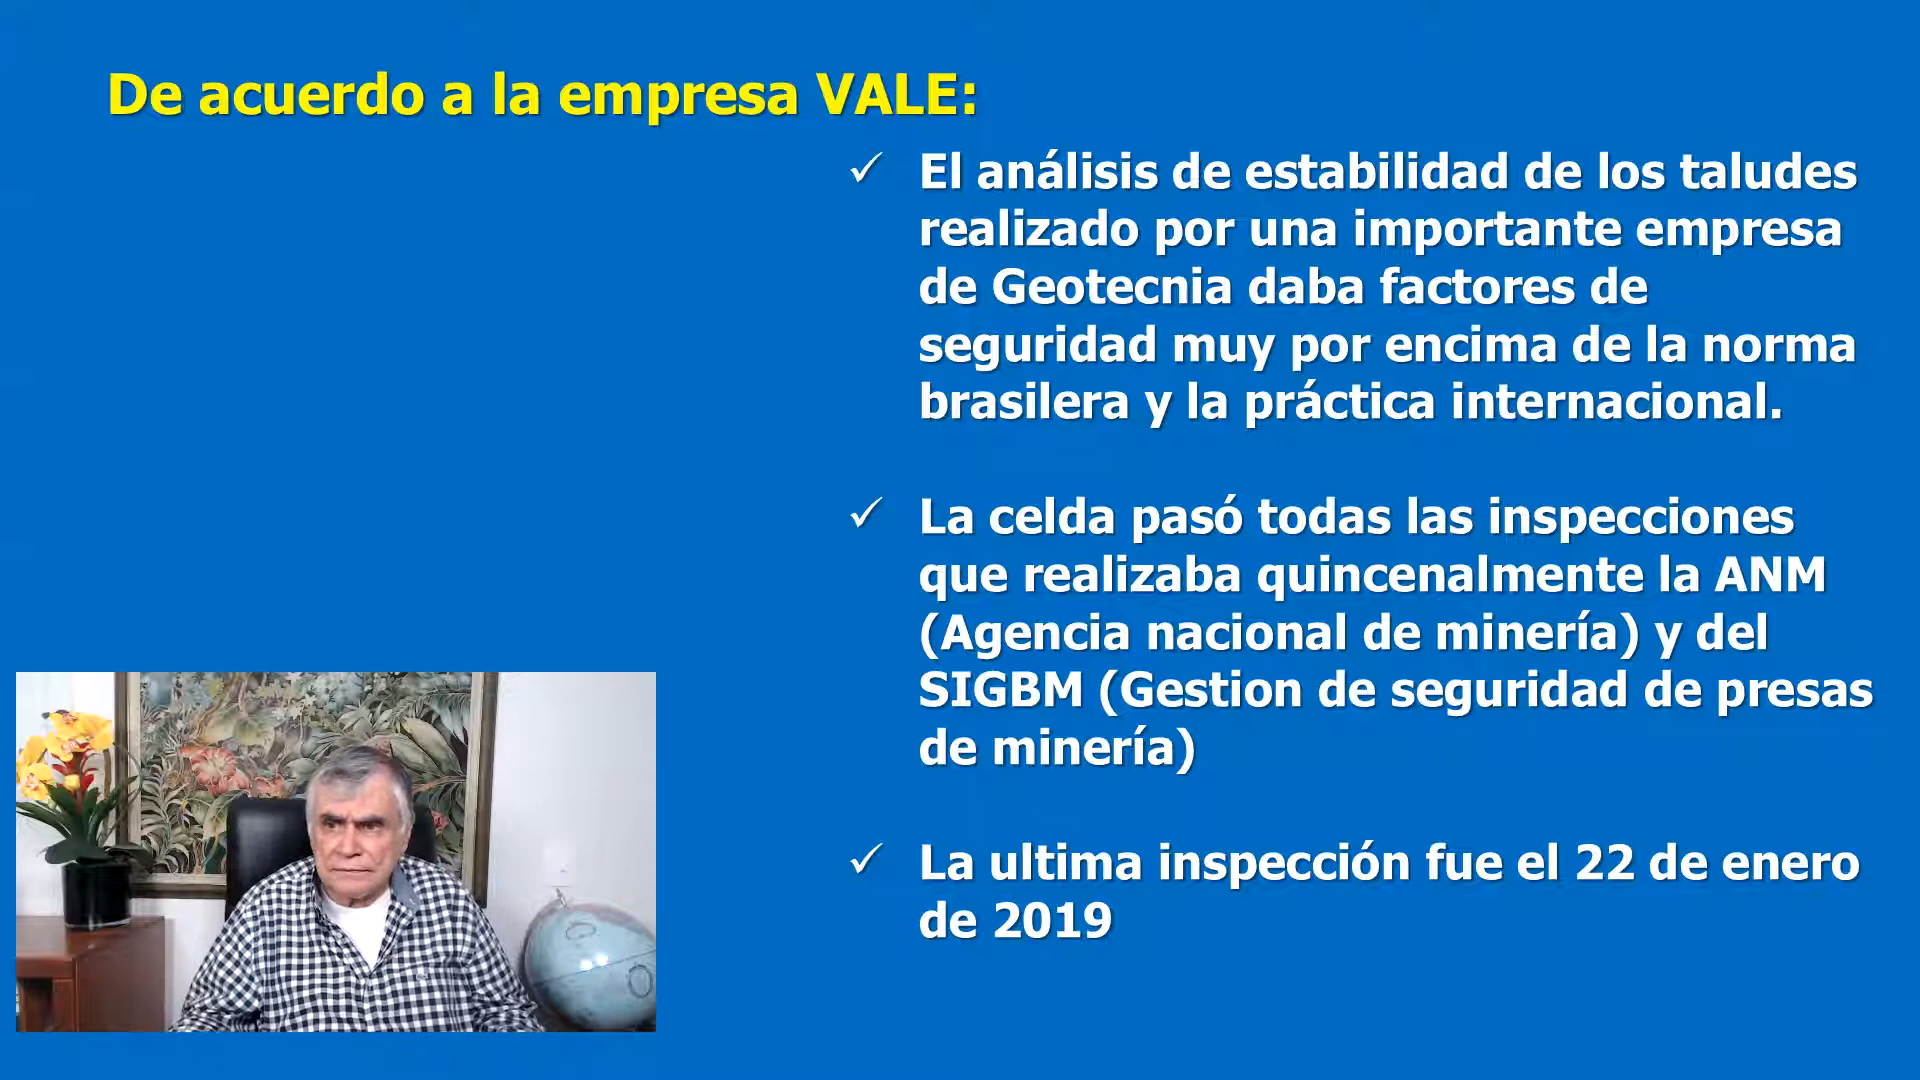 De acuerdo a la empresa VALE:
✓ El análisis de estabilidad de los taludes
realizado por una importante empresa
de Geotecnia daba factores de
seguridad muy por encima de la norma
brasilera y la práctica internacional.
✓ La celda pasó todas las inspecciones
que realizaba quincenalmente la ANM
(Agencia nacional de minería) y del
SIGBM (Gestion de seguridad de presas
de minería)
✓ La ultima inspección fue el 22 de enero
de 2019